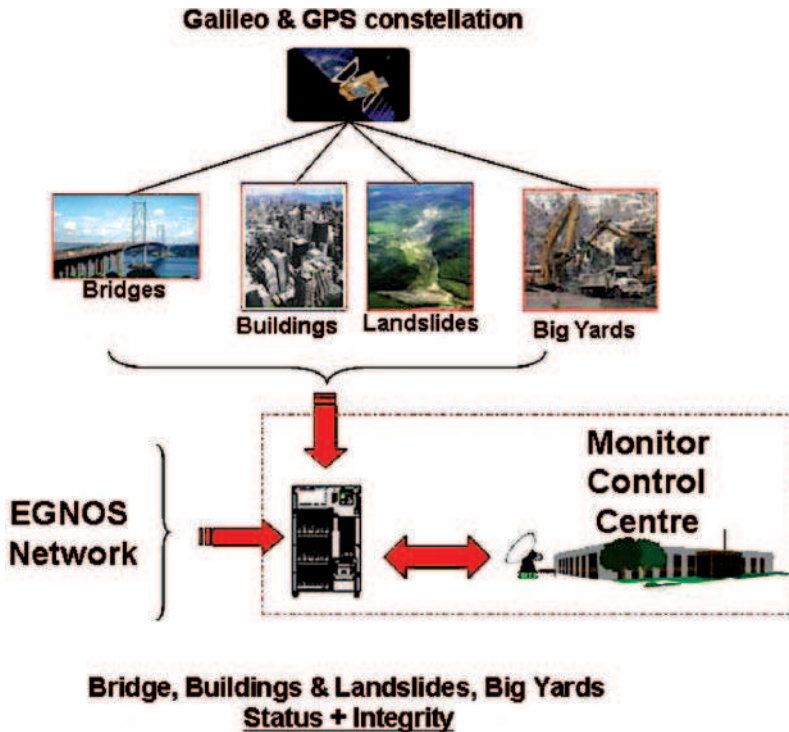 Galileo & GPS constellation
Bridges
Buildings
Landslides
Big Yards
Monitor
Control
Centre
EGNOS
Network
Bridge, Buildings & Landslides, Big Yards
Status + Integrity